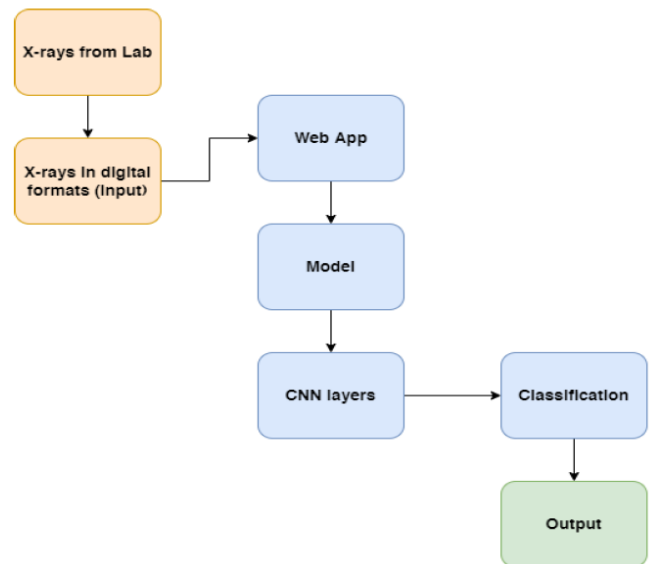 X-rays from Lab
X-rays in digital
formats (input)
Web App
Model
CNN layers
Classification
Output